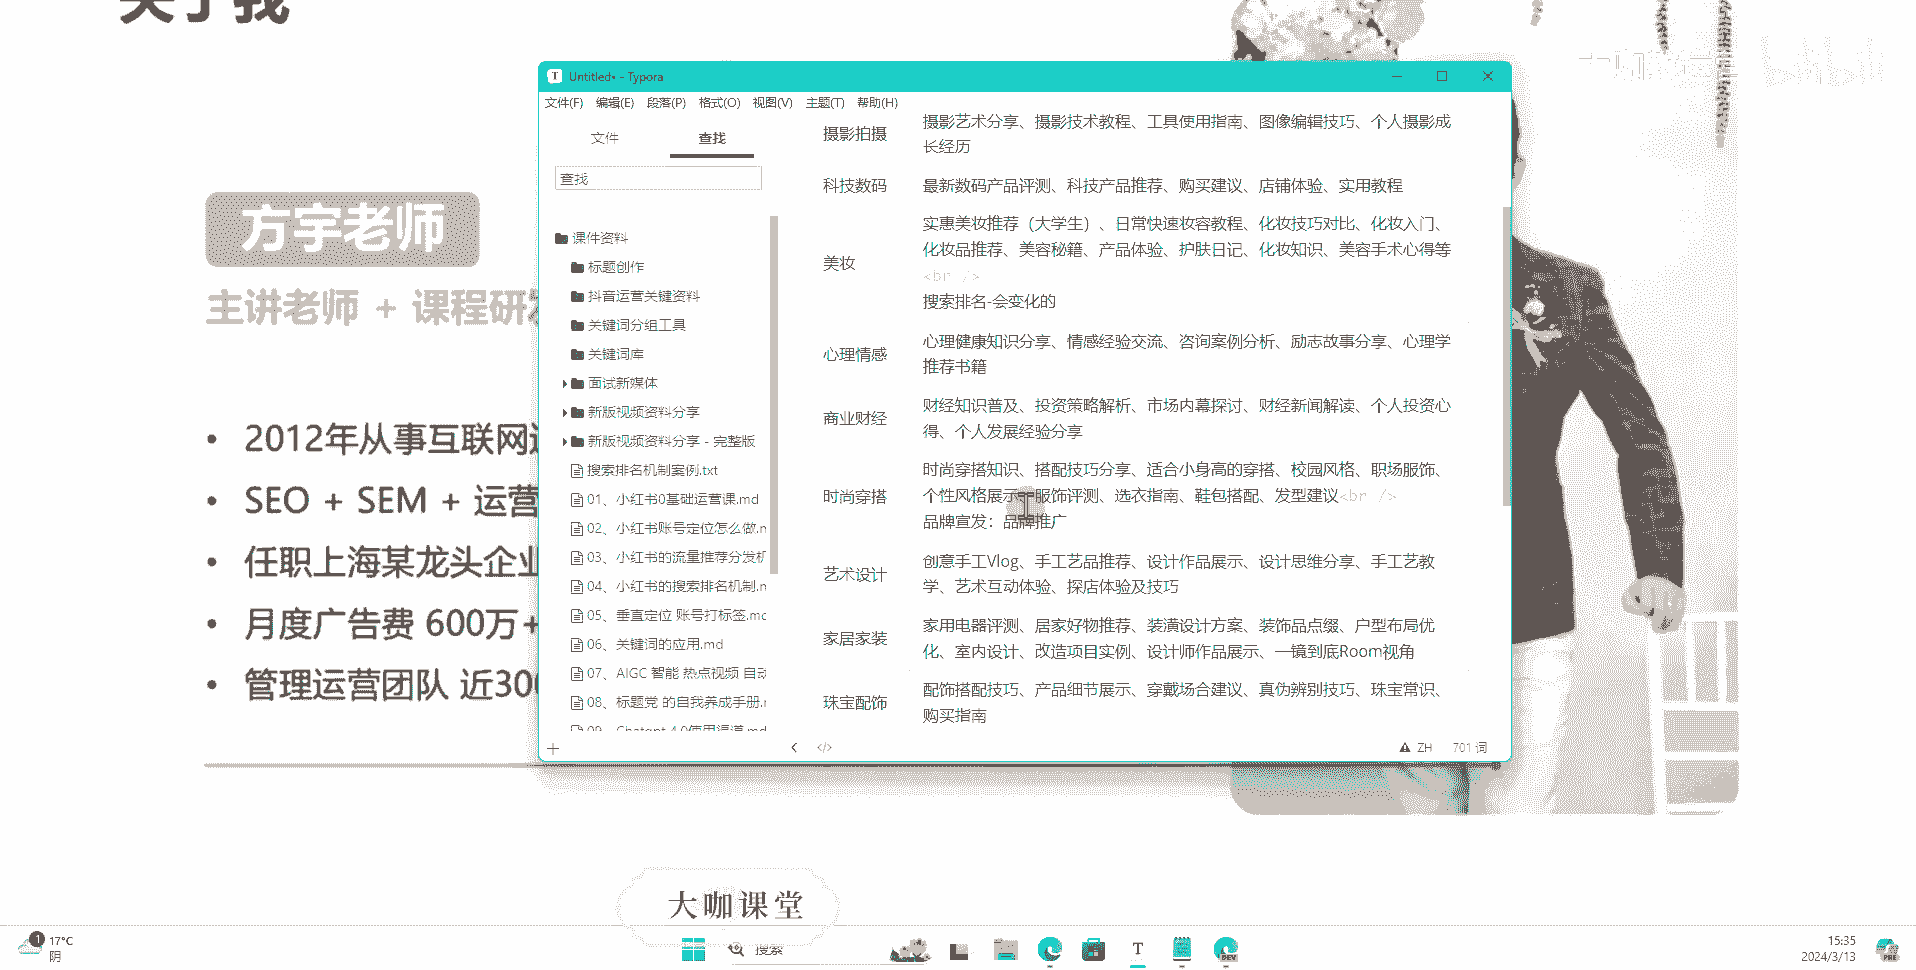 关于我
方宇老师
主讲老师 + 课程研
2012年从事互联网
SEO + SEM + 运营
任职上海某龙头企业
月度广告费 600万+
管理运营团队 近300
Untitled• - Typora
文件(F) 编辑(E) 段落(P) 格式(O) 视图(V) 主题(T) 帮助(H)
文件 查找
查找
课件资料
标题创作
抖音运营关键资料
关键词分组工具
关键词库
面试新媒体
新版视频资料分享
新版视频资料分享 - 完整版
搜索排名机制案例.txt
01、小红书0基础运营课.md
02、小红书账号定位怎么做.m
03、小红书的流量推荐分发机
04、小红书的搜索排名机制.m
05、垂直定位 账号打标签.md
06、关键词的应用.md
07、AIGC 智能 热点视频 自动
08、标题党 的自我养成手册.m
09、Chatgpt 4.0使用渠道.md
摄影拍摄
摄影艺术分享、摄影技术教程、工具使用指南、图像编辑技巧、个人摄影成
长经历
科技数码
最新数码产品评测、科技产品推荐、购买建议、店铺体验、实用教程
美妆
实惠美妆推荐（大学生）、日常快速妆容教程、化妆技巧对比、化妆入门、
化妆品推荐、美容秘籍、产品体验、护肤日记、化妆知识、美容手术心得等
<br />
搜索排名-会变化的
心理情感
心理健康知识分享、情感经验交流、咨询案例分析、励志故事分享、心理学
推荐书籍
商业财经
财经知识普及、投资策略解析、市场内幕探讨、财经新闻解读、个人投资心
得、个人发展经验分享
时尚穿搭
时尚穿搭知识、搭配技巧分享、适合小身高的穿搭、校园风格、职场服饰、
个性风格展示、服饰评测、选衣指南、鞋包搭配、发型建议<br />
品牌宣发：品牌推广
艺术设计
创意手工Vlog、手工艺品推荐、设计作品展示、设计思维分享、手工艺教
学、艺术互动体验、探店体验及技巧
家居家装
家用电器评测、居家好物推荐、装潢设计方案、装饰品点缀、户型布局优
化、室内设计、改造项目实例、设计师作品展示、一镜到底Room视角
珠宝配饰
配饰搭配技巧、产品细节展示、穿戴场合建议、真伪辨别技巧、珠宝常识、
购买指南
ZH 701 词
大咖课堂
1
17°C
阴
搜索
T
DEV
15:35
2024/3/13
PRE